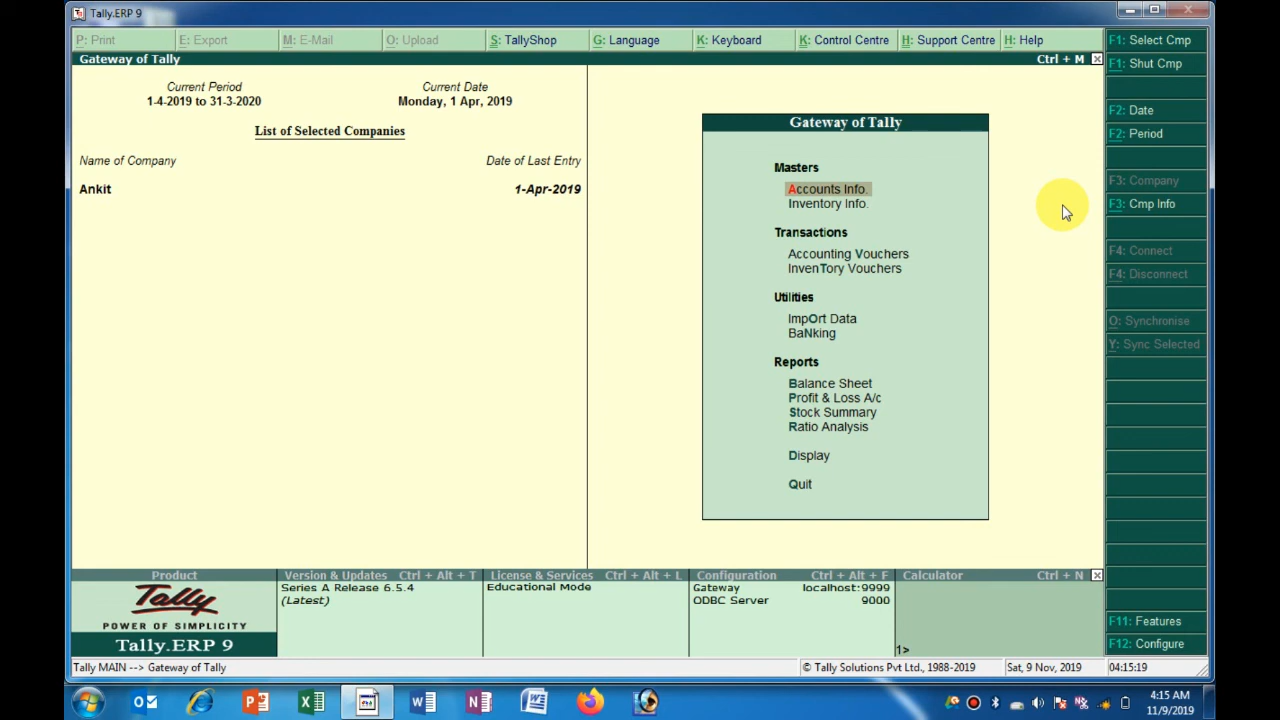 Tally.ERP 9
P: Print E: Export M: E-Mail O: Upload S: TallyShop G: Language K: Keyboard K: Control Centre H: Support Centre H: Help
Gateway of Tally Ctrl + M
Current Period Current Date
1-4-2019 to 31-3-2020 Monday, 1 Apr, 2019
List of Selected Companies
Name of Company Date of Last Entry
Ankit 1-Apr-2019
Gateway of Tally
Masters
Accounts Info.
Inventory Info.
Transactions
Accounting Vouchers
InvenTory Vouchers
Utilities
ImpOrt Data
BaNking
Reports
Balance Sheet
Profit & Loss A/c
Stock Summary
Ratio Analysis
Display
Quit
F1: Select Cmp
F1: Shut Cmp
F2: Date
F2: Period
F3: Company
F3: Cmp Info
F4: Connect
F4: Disconnect
O: Synchronise
Y: Sync Selected
F11: Features
F12: Configure
Product
Tally
POWER OF SIMPLICITY
Tally.ERP 9
Version & Updates Ctrl + Alt + T
Series A Release 6.5.4
(Latest)
License & Services Ctrl + Alt + L
Educational Mode
Configuration Ctrl + Alt + F
Gateway localhost:9999
ODBC Server 9000
Calculator Ctrl + N
1>
Tally MAIN --> Gateway of Tally © Tally Solutions Pvt Ltd., 1988-2019 Sat, 9 Nov, 2019 04:15:19
4:15 AM
11/9/2019